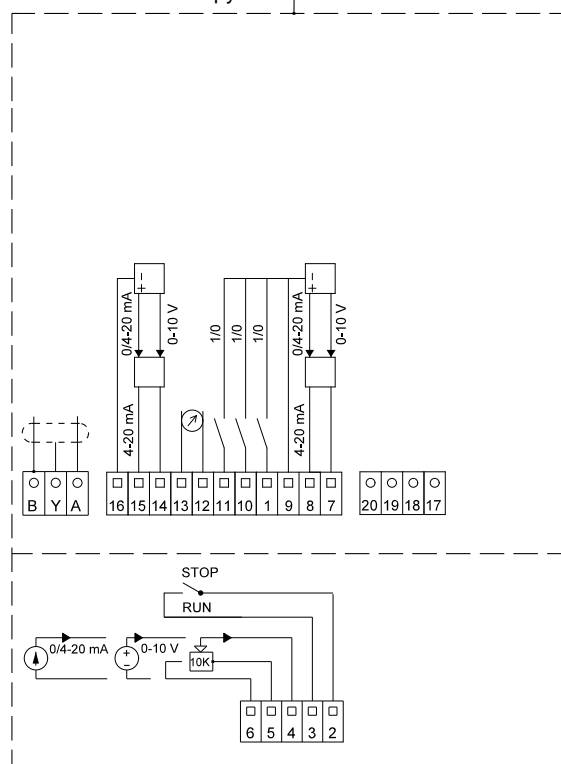 - +
- +
0/4-20 mA
0-10 V
1/0
1/0
1/0
0/4-20 mA
0-10 V
4-20 mA
4-20 mA
B Y A
16 15 14 13 12 11 10 1 9 8 7
20 19 18 17
STOP
RUN
0/4-20 mA
+ -
0-10 V
10K
6 5 4 3 2